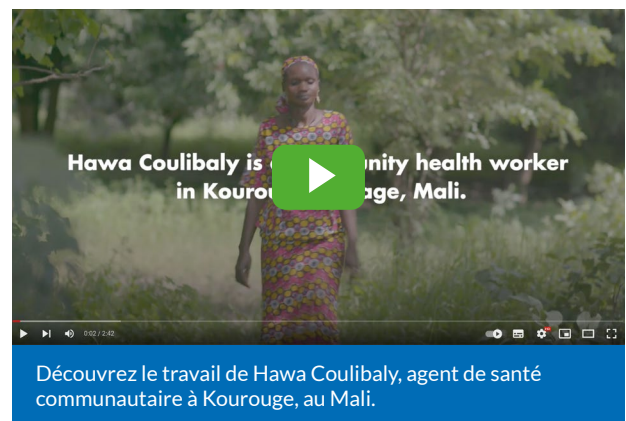 Hawa Coulibaly is unity health worker
in Kourou age, Mali.
0:02 / 2:42
Découvrez le travail de Hawa Coulibaly, agent de santé
communautaire à Kourouge, au Mali.